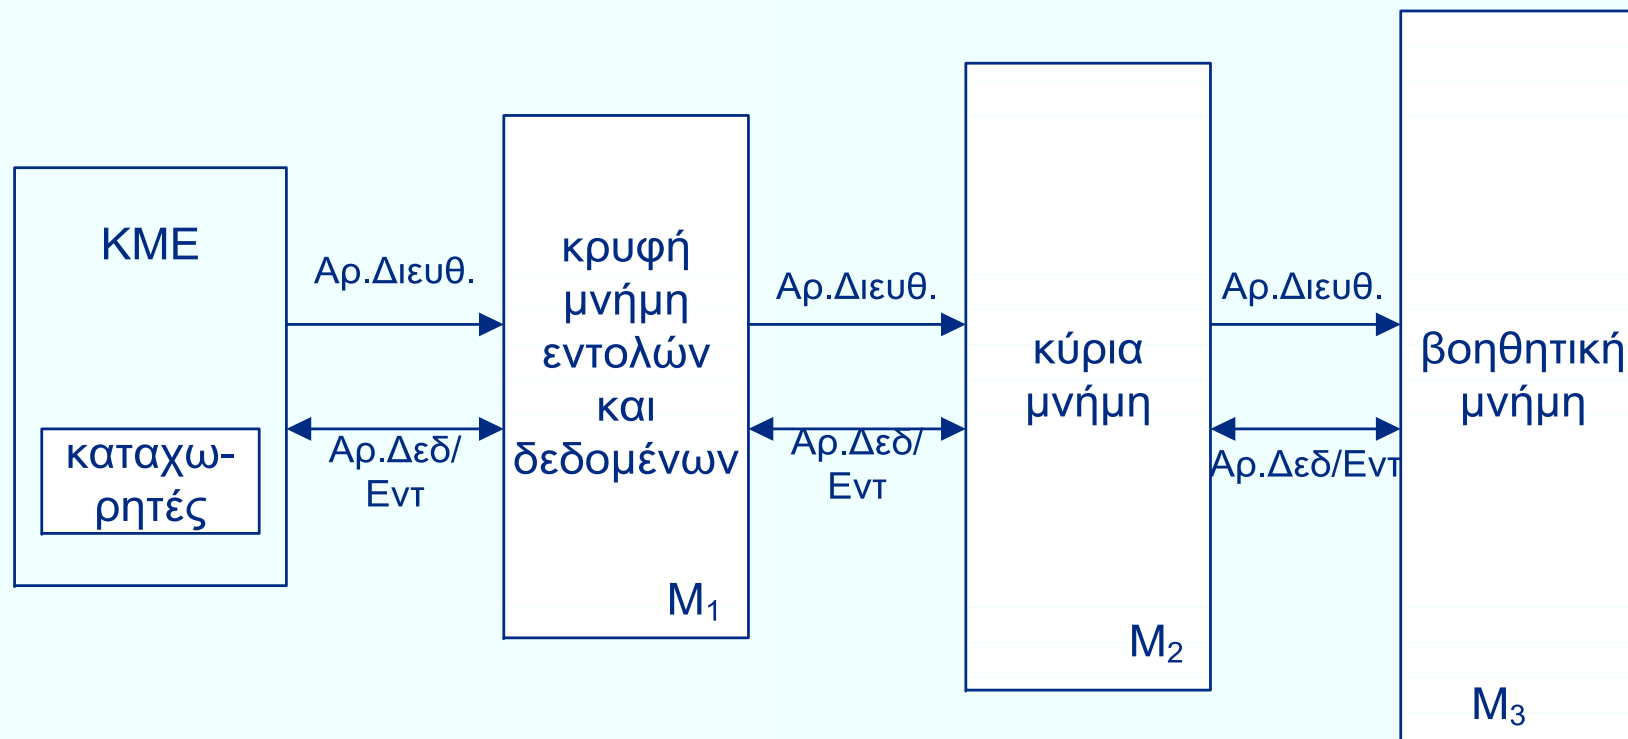 ΚΜΕ
καταχω-
ρητές
Αρ.Διευθ.
Αρ.Δεδ/
Εντ
κρυφή
μνήμη
εντολών
και
δεδομένων
M₁
Αρ.Διευθ.
Αρ.Δεδ/
Εντ
κύρια
μνήμη
M₂
Αρ.Διευθ.
Αρ.Δεδ/Εντ
βοηθητική
μνήμη
M₃